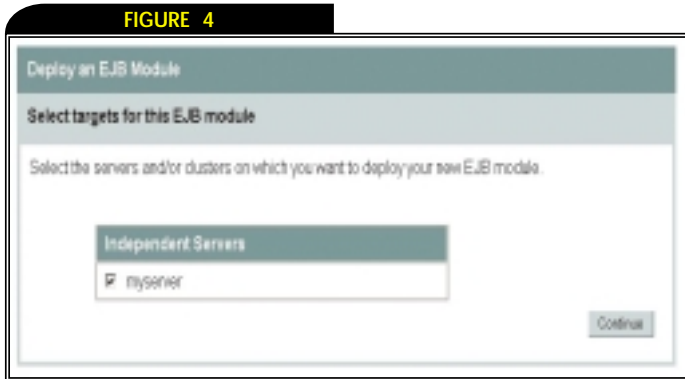 FIGURE 4
Deploy an EJB Module
Select targets for this EJB module
Select the servers and/or clusters on which you want to deploy your new EJB module.
Independent Servers
myserver
Continue